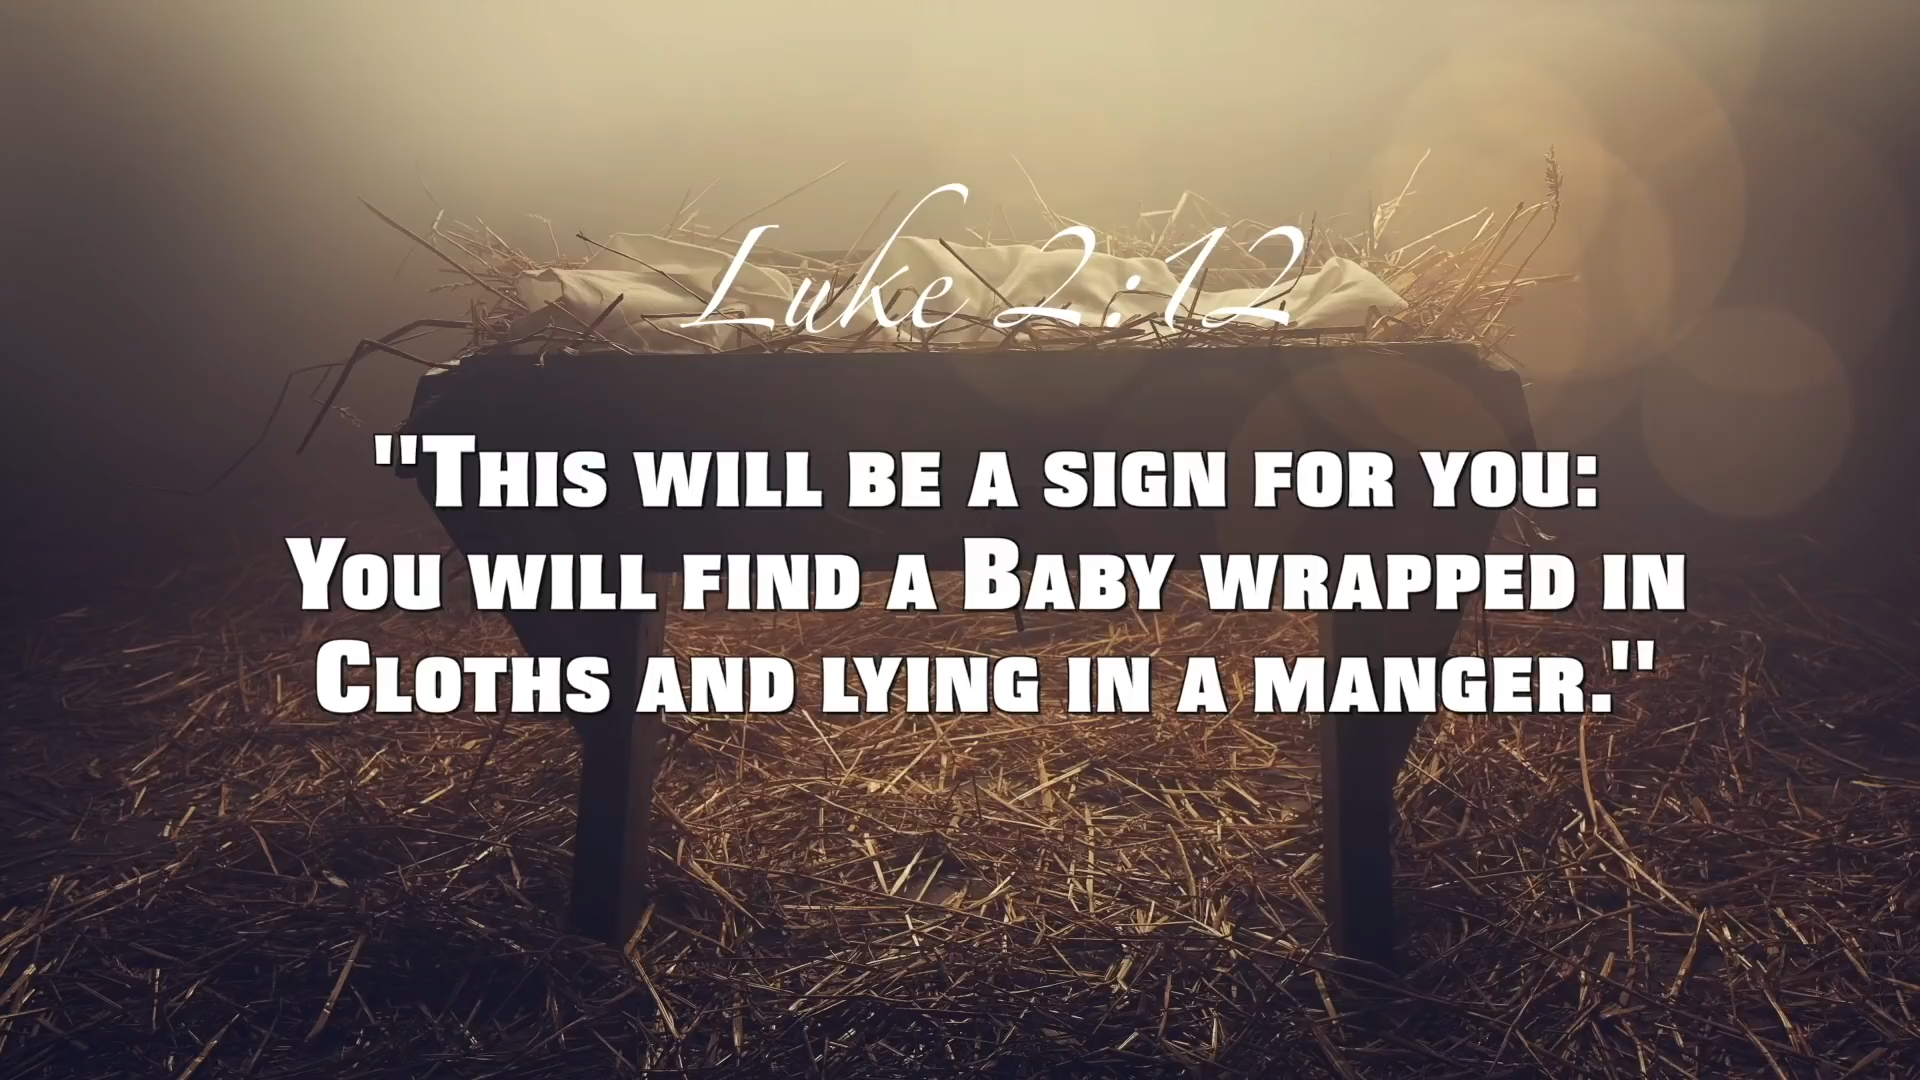 Luke 2:12
"This will be a sign for you:
You will find a Baby wrapped in
Cloths and lying in a manger."